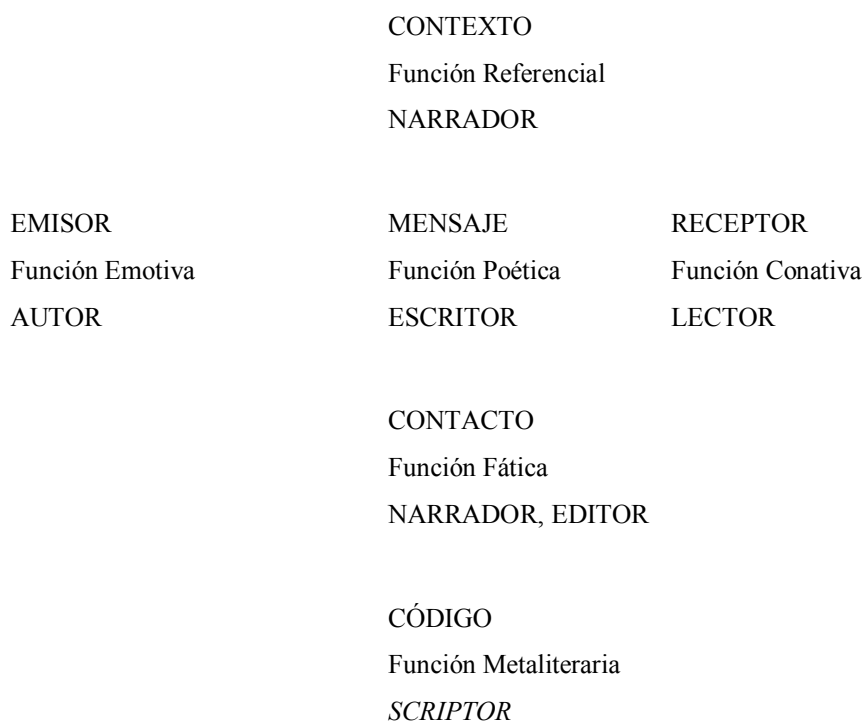 CONTEXTO
Función Referencial
NARRADOR
EMISOR MENSAJE RECEPTOR
Función Emotiva Función Poética Función Conativa
AUTOR ESCRITOR LECTOR
CONTACTO
Función Fática
NARRADOR, EDITOR
CÓDIGO
Función Metaliteraria
SCRIPTOR